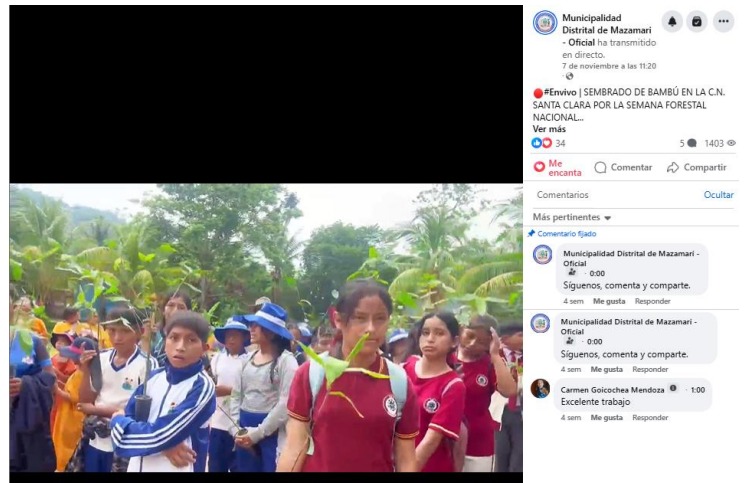 Municipalidad
Distrital de Mazamari
- Oficial ha transmitido
en directo.
7 de noviembre a las 11:20
#Envivo | SEMBRADO DE BAMBÚ EN LA C.N.
SANTA CLARA POR LA SEMANA FORESTAL
NACIONAL...
Ver más
34
5
1403
Me
encanta
Comentar
Compartir
Comentarios
Ocultar
Más pertinentes
Comentario fijado
Municipalidad Distrital de Mazamari -
Oficial
· 0:00
Síguenos, comenta y comparte.
4 sem Me gusta Responder
Municipalidad Distrital de Mazamari -
Oficial
· 0:00
Síguenos, comenta y comparte.
4 sem Me gusta Responder
Carmen Goicochea Mendoza · 1:00
Excelente trabajo
4 sem Me gusta Responder